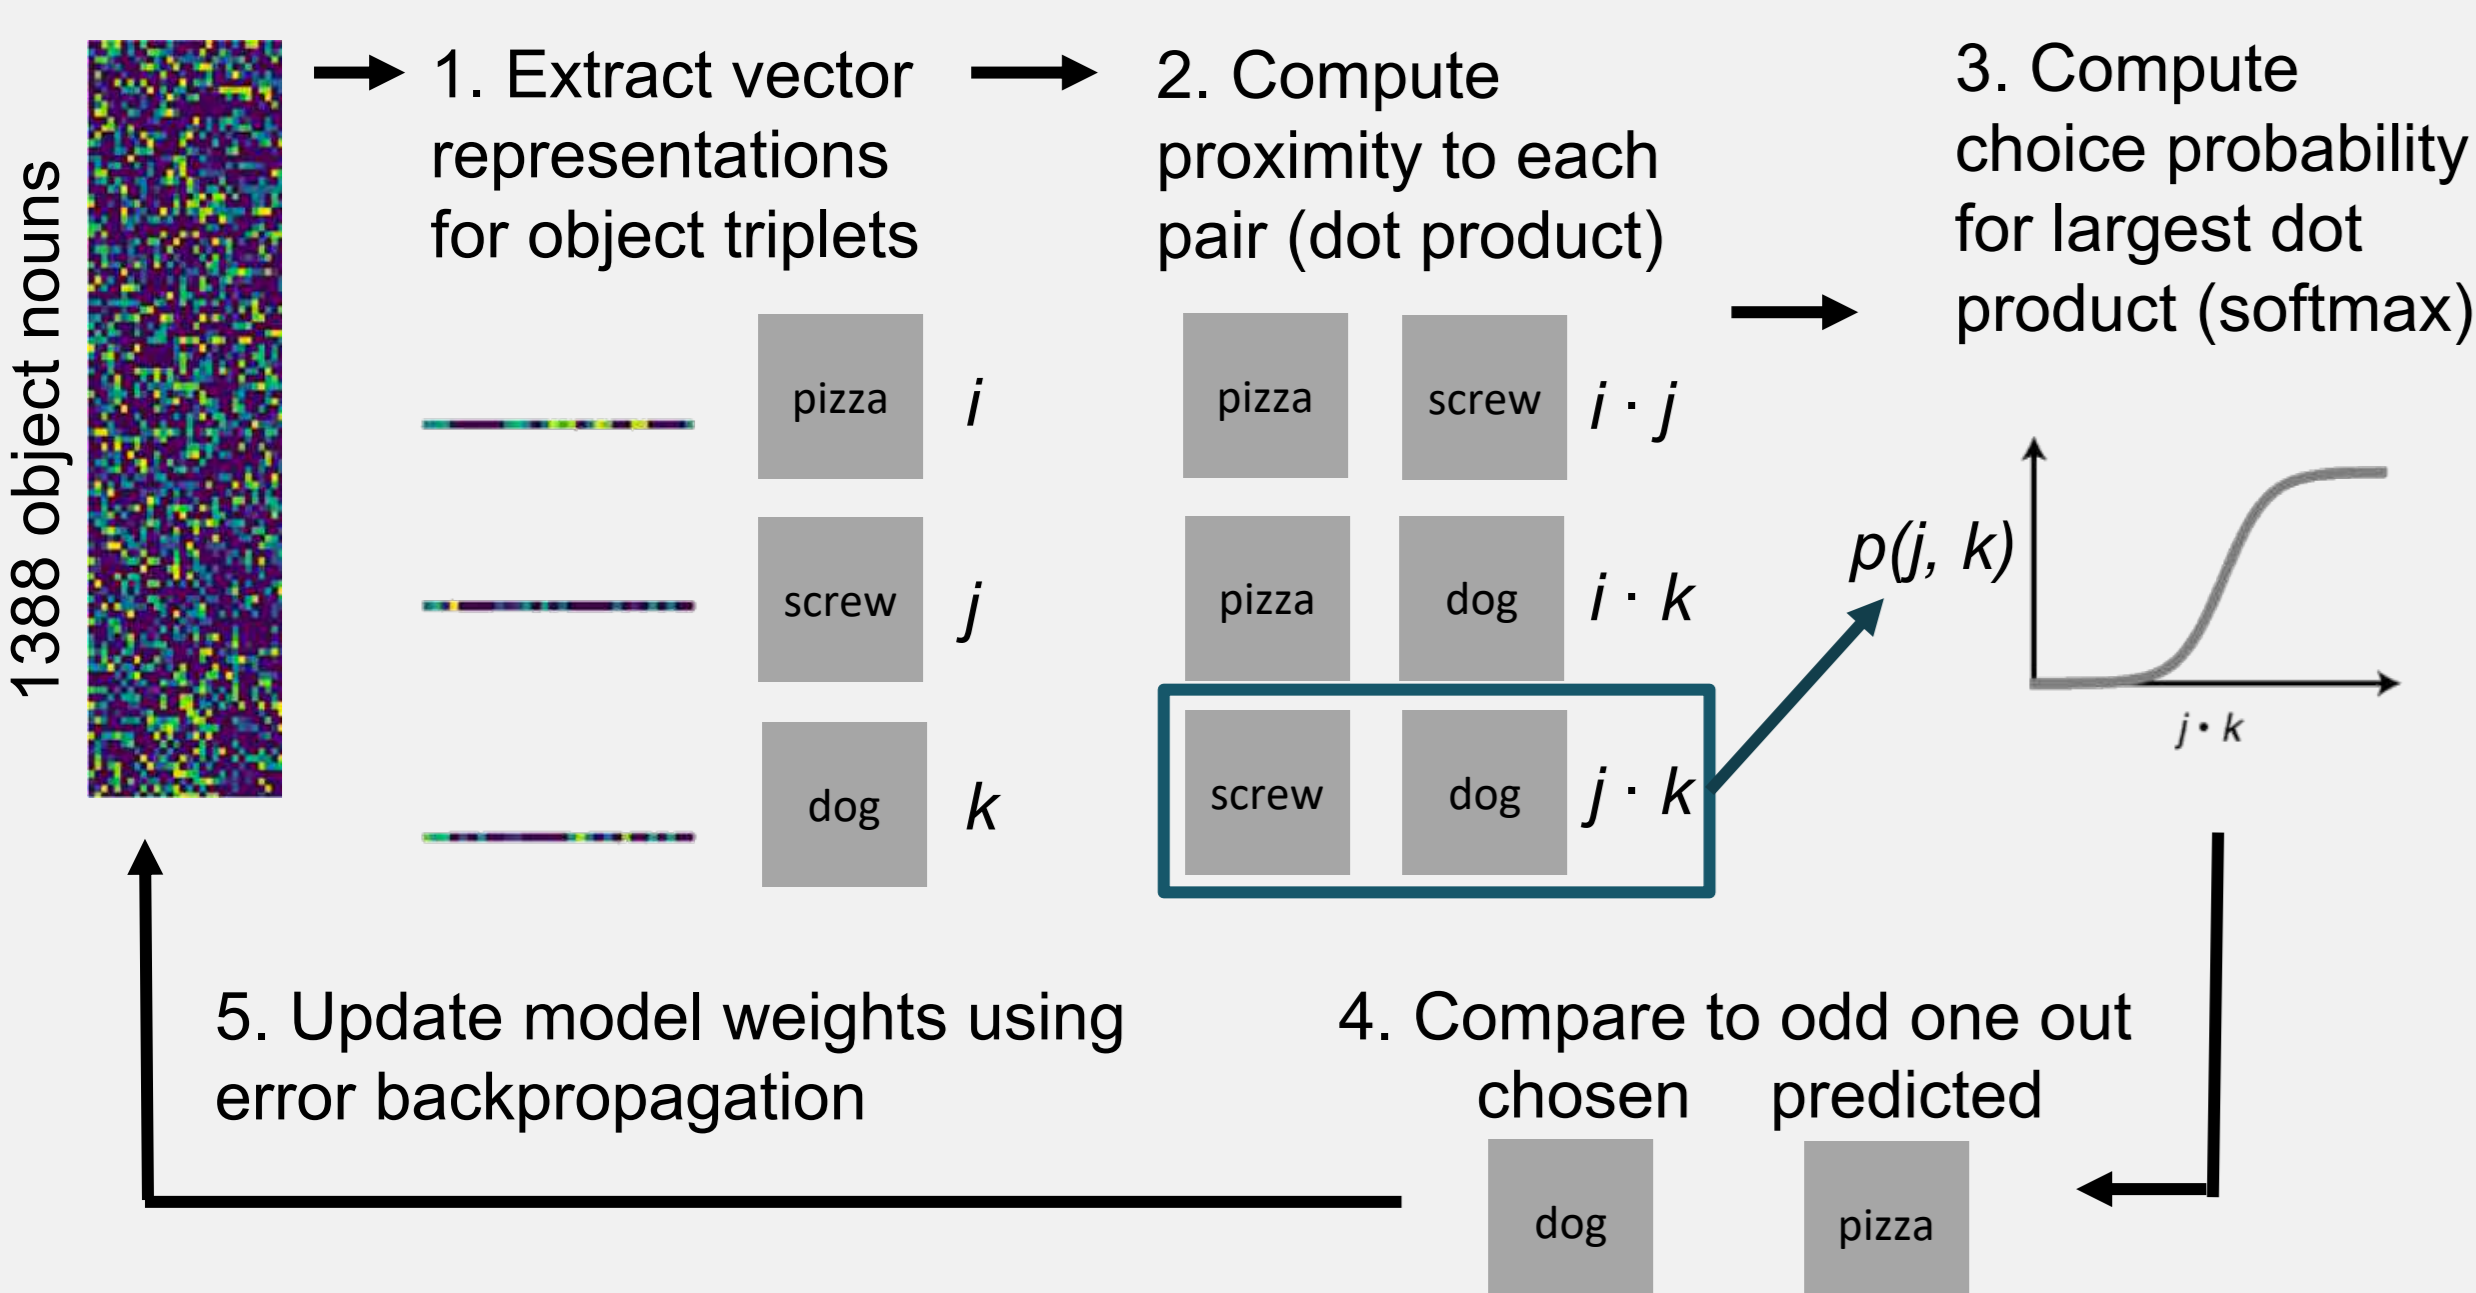 1388 object nouns
1. Extract vector
representations
for object triplets
pizza
i
screw
j
dog
k
2. Compute
proximity to each
pair (dot product)
pizza screw i · j
pizza dog i · k
screw dog j · k
3. Compute
choice probability
for largest dot
product (softmax)
p(j, k)
j • k
4. Compare to odd one out
chosen predicted
dog pizza
5. Update model weights using
error backpropagation